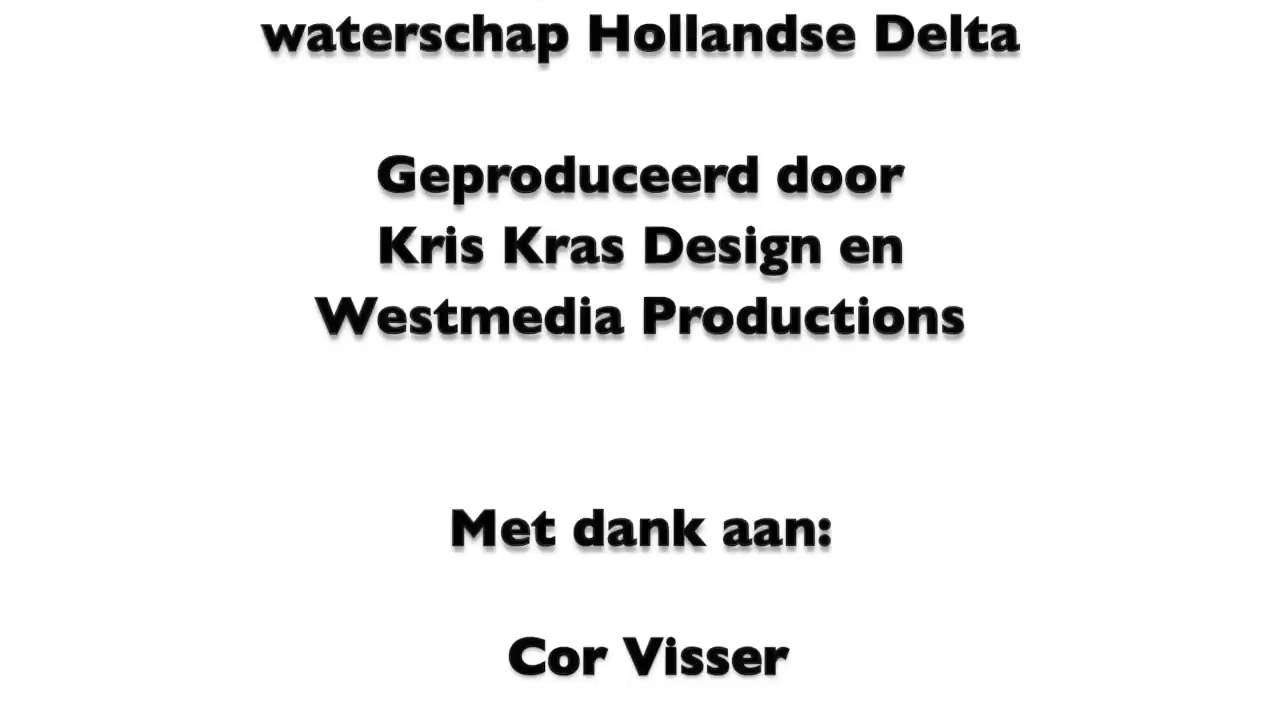 waterschap Hollandse Delta
Geproduceerd door
Kris Kras Design en
Westmedia Productions
Met dank aan:
Cor Visser